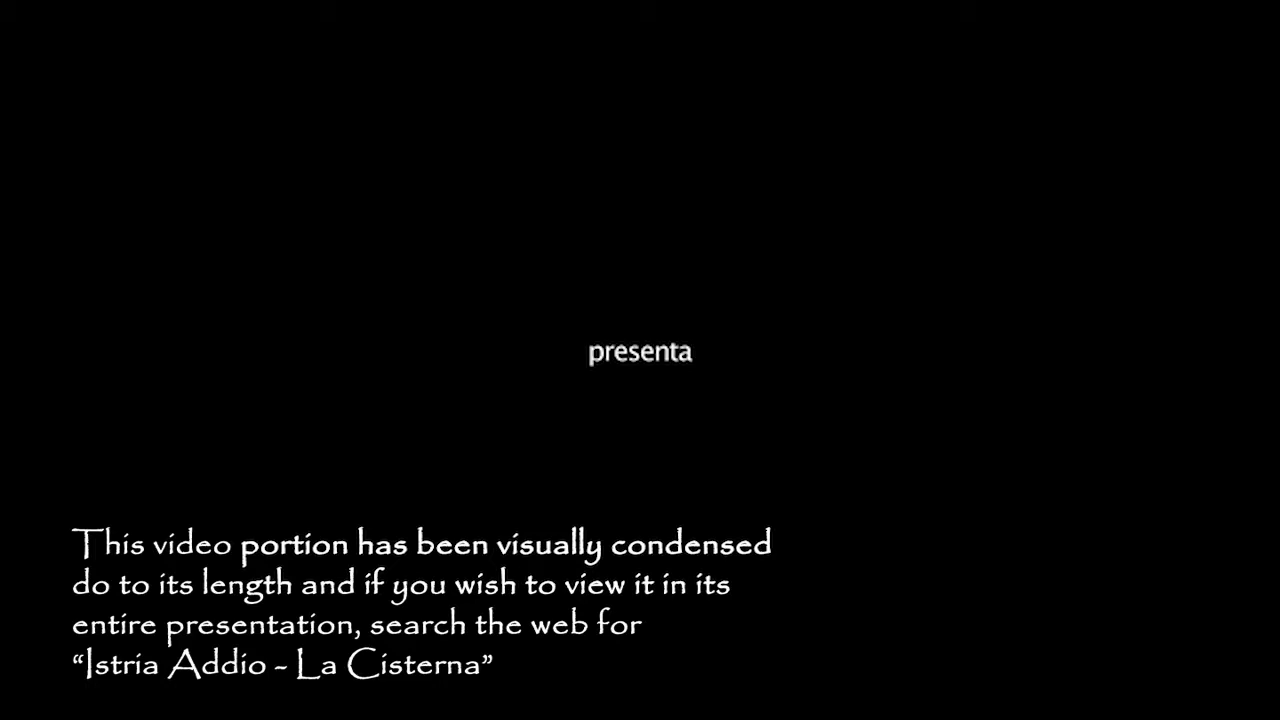 presenta
This video portion has been visually condensed
do to its length and if you wish to view it in its
entire presentation, search the web for
“Istria Addio - La Cisterna”